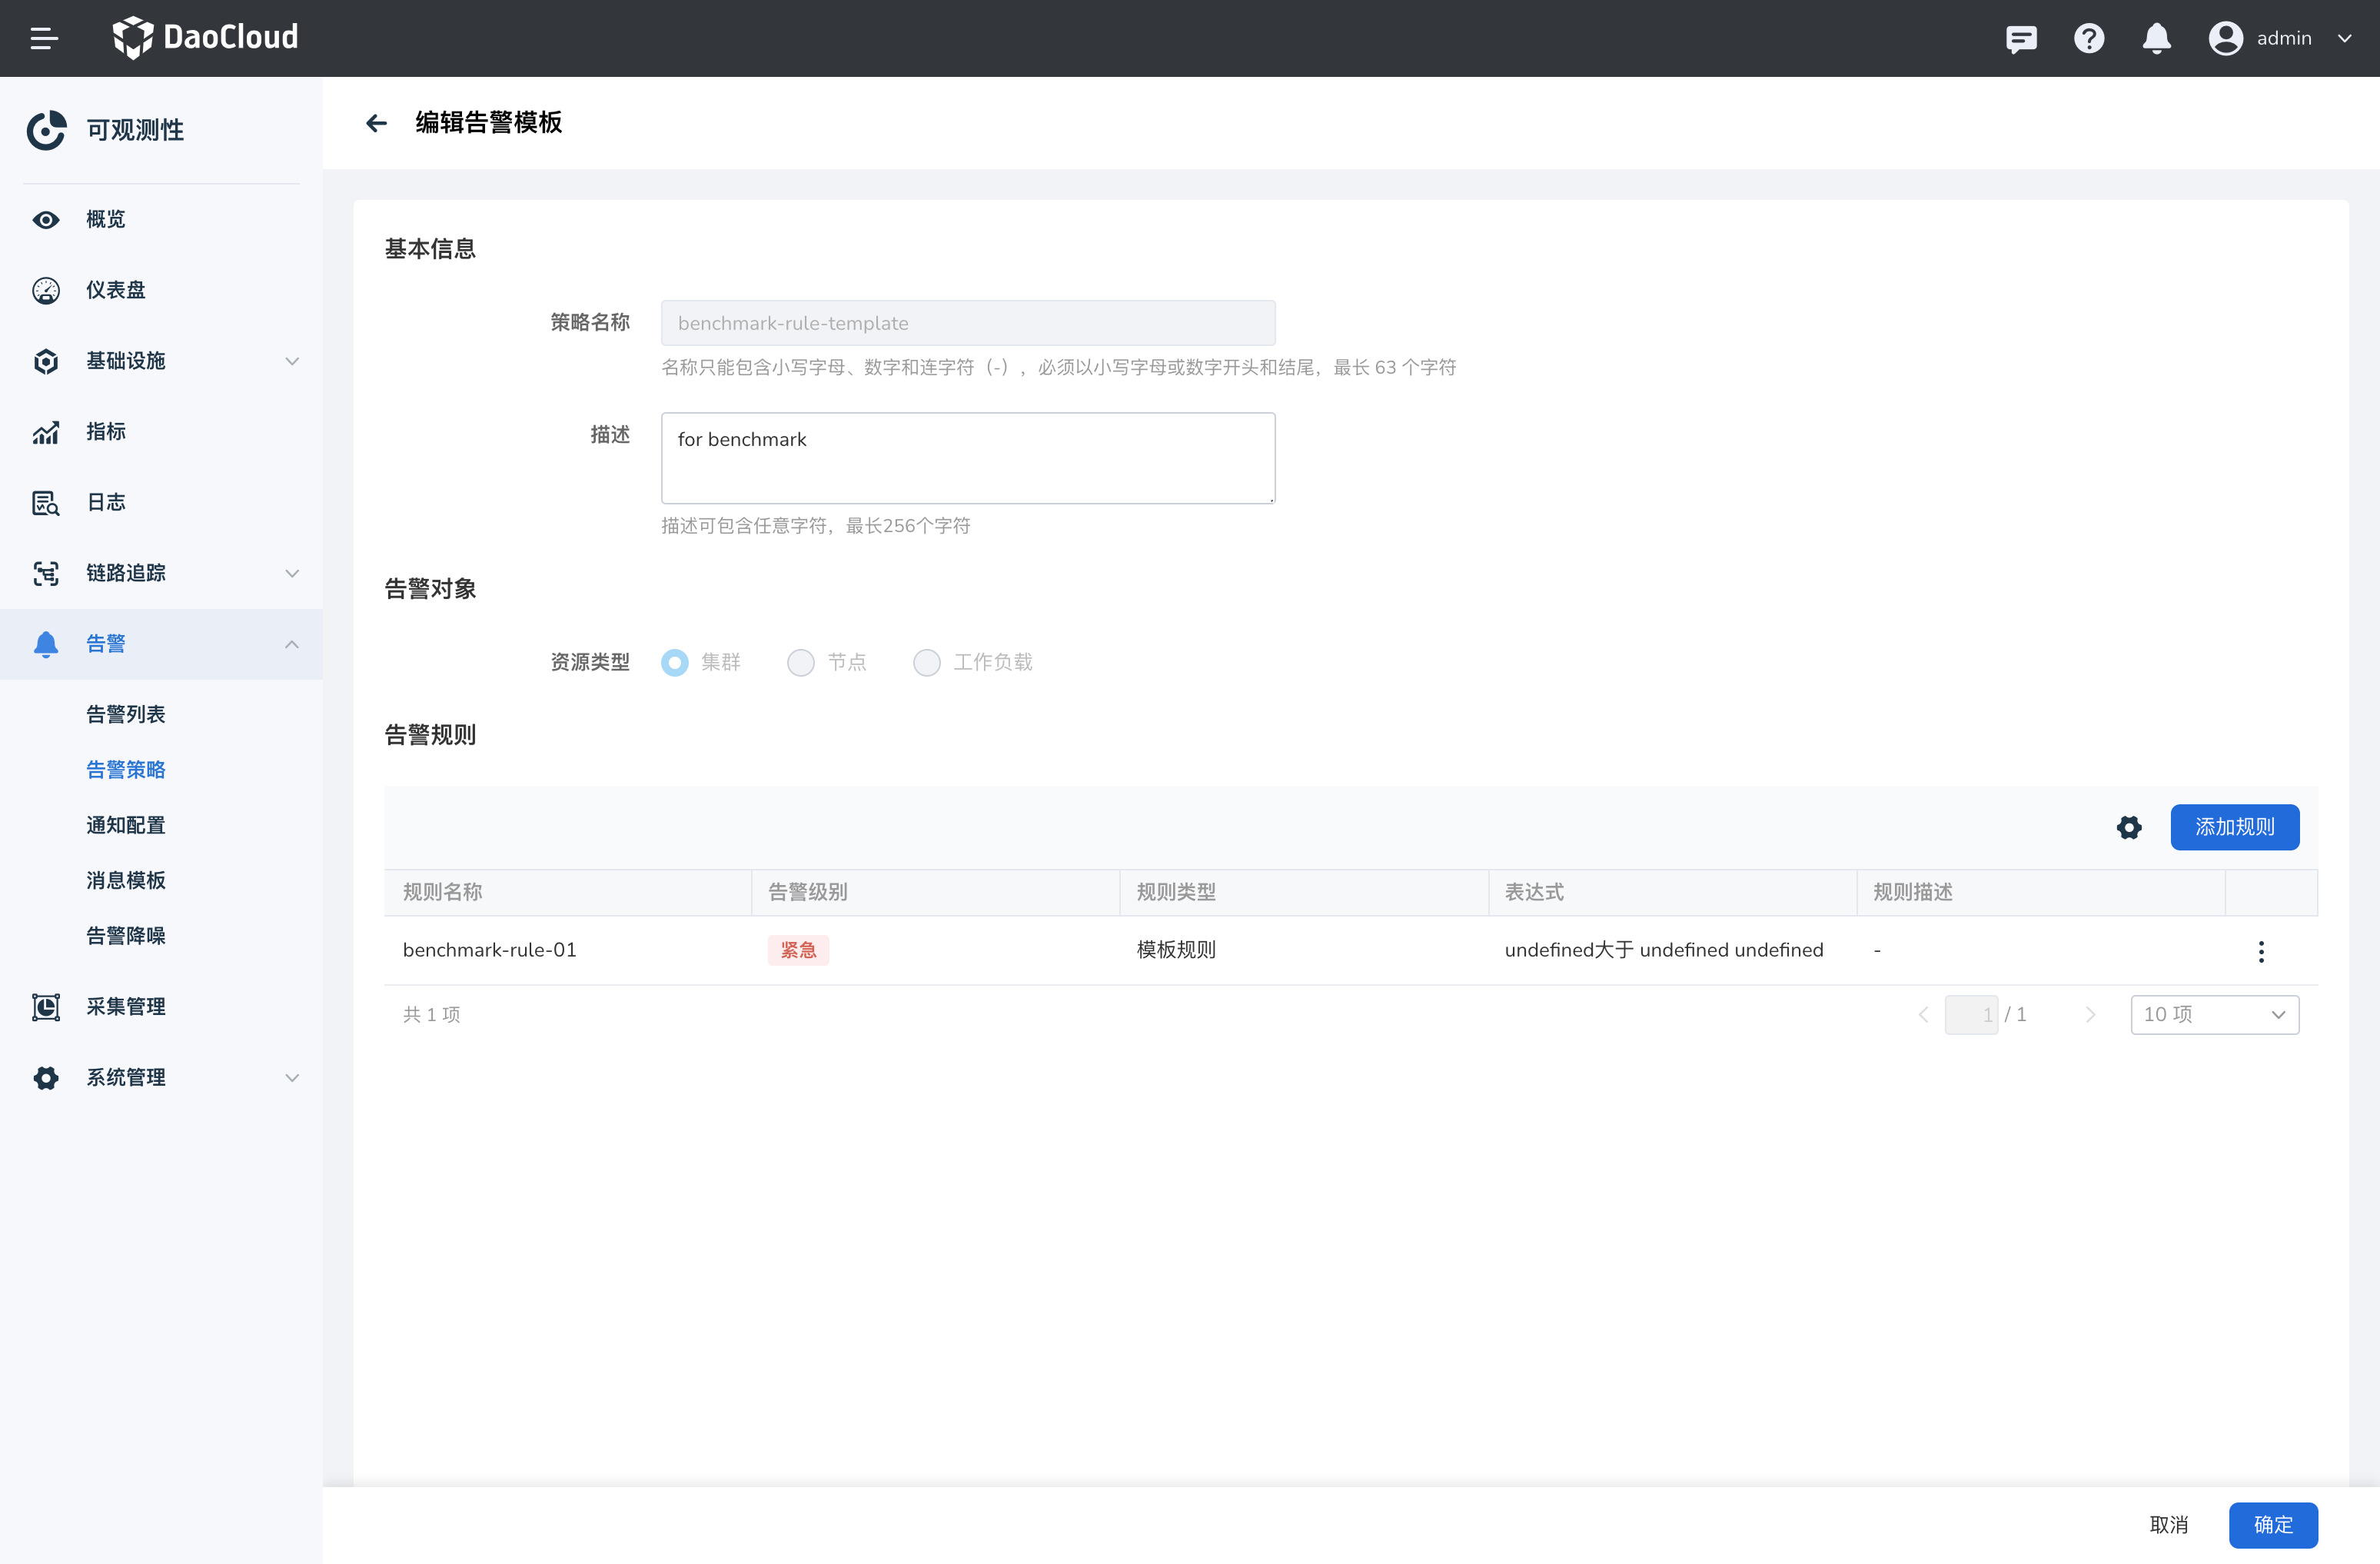 DaoCloud
admin
可观测性
概览
仪表盘
基础设施
指标
日志
链路追踪
告警
告警列表
告警策略
通知配置
消息模板
告警降噪
采集管理
系统管理
编辑告警模板
基本信息
策略名称
benchmark-rule-template
名称只能包含小写字母、数字和连字符（-），必须以小写字母或数字开头和结尾，最长 63 个字符
描述
for benchmark
描述可包含任意字符，最长256个字符
告警对象
资源类型 集群 节点 工作负载
告警规则
添加规则
规则名称 告警级别 规则类型 表达式 规则描述
benchmark-rule-01 紧急 模板规则 undefined大于 undefined undefined -
共 1 项 1 / 1 10 项
取消 确定